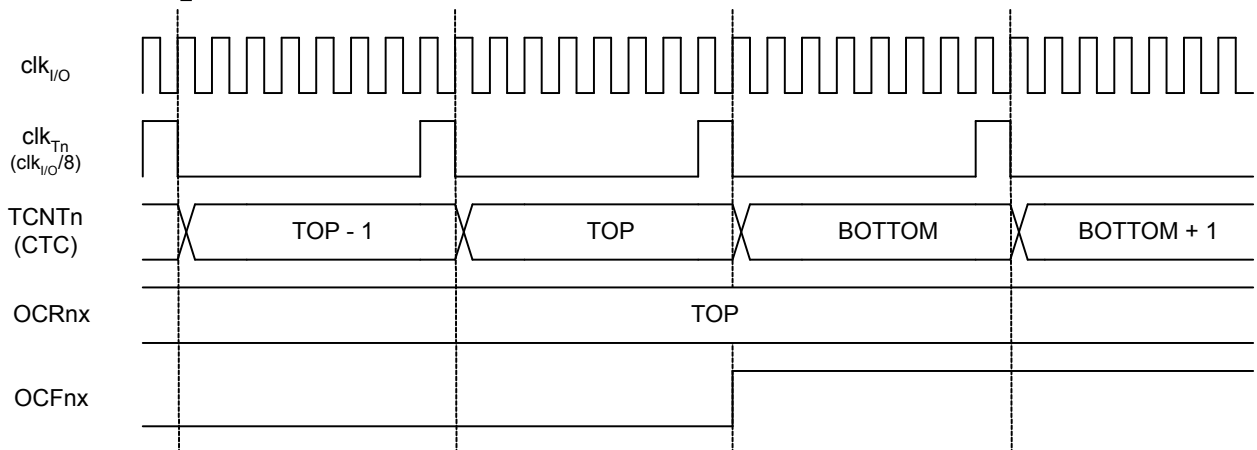 clkI/O
clkTn
(clkI/O/8)
TCNTn
(CTC)
TOP - 1
TOP
BOTTOM
BOTTOM + 1
OCRnx
TOP
OCFnx